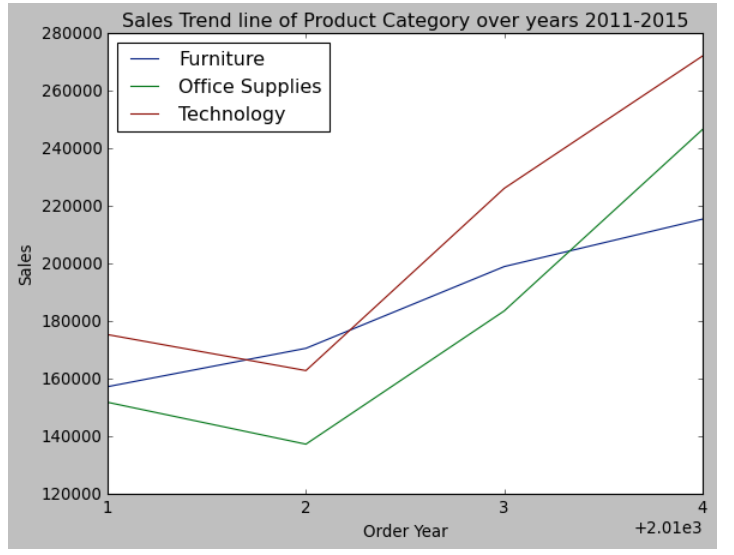 Sales Trend line of Product Category over years 2011-2015
280000
260000
240000
220000
200000
180000
160000
140000
120000
Sales
Furniture
Office Supplies
Technology
1 2 3 4
Order Year
+2.01e3